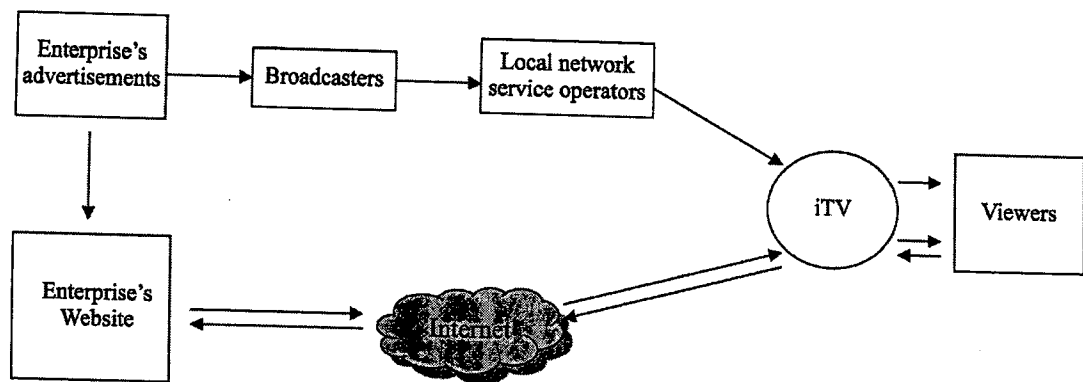 Enterprise's
advertisements
Broadcasters
Local network
service operators
iTV
Viewers
Enterprise's
Website
Internet